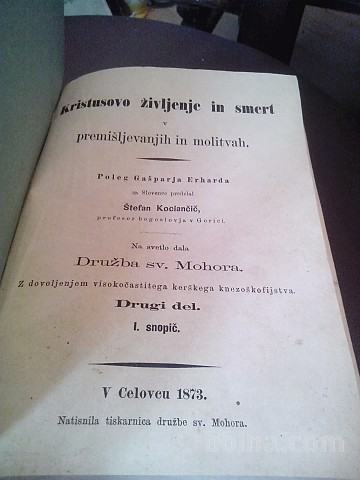 Kristusovo življenje in smert
v
premišljevanjih in molitvah.
Poleg Gašparja Erharda
za Slovence predelal
Štefan Kociančič,
profesor bogoslovja v Gorici.
Na svetlo dala
Družba sv. Mohora.
Z dovoljenjem visokočastitega kerškega knezoškofijstva.
Drugi del.
I. snopič.
V Celovcu 1873.
Natisnila tiskarnica družbe sv. Mohora.
bolha.com